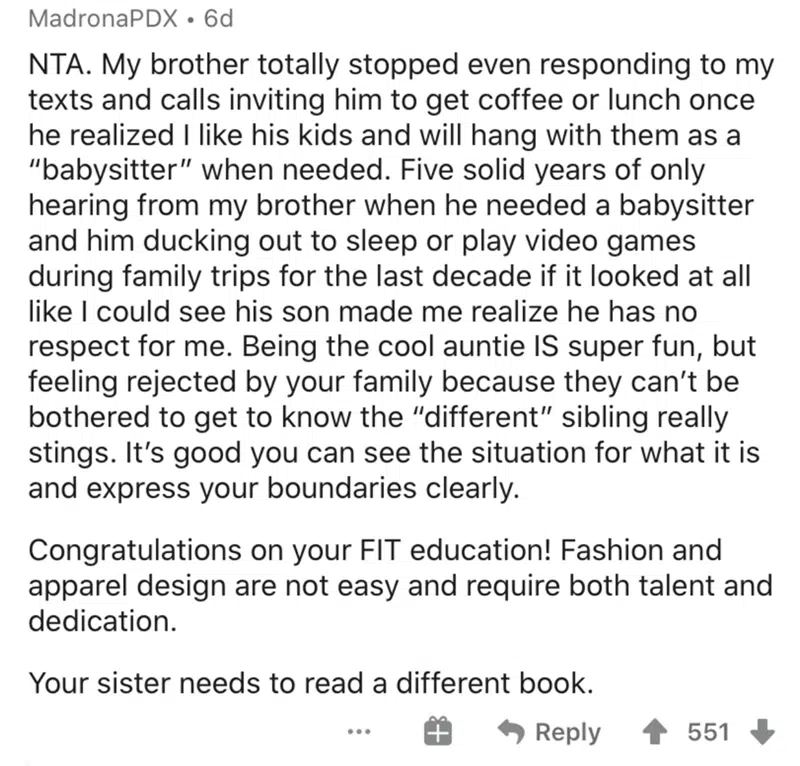 MadronaPDX • 6d
NTA. My brother totally stopped even responding to my
texts and calls inviting him to get coffee or lunch once
he realized I like his kids and will hang with them as a
“babysitter” when needed. Five solid years of only
hearing from my brother when he needed a babysitter
and him ducking out to sleep or play video games
during family trips for the last decade if it looked at all
like I could see his son made me realize he has no
respect for me. Being the cool auntie IS super fun, but
feeling rejected by your family because they can’t be
bothered to get to know the “different” sibling really
stings. It’s good you can see the situation for what it is
and express your boundaries clearly.
Congratulations on your FIT education! Fashion and
apparel design are not easy and require both talent and
dedication.
Your sister needs to read a different book.
Reply 551